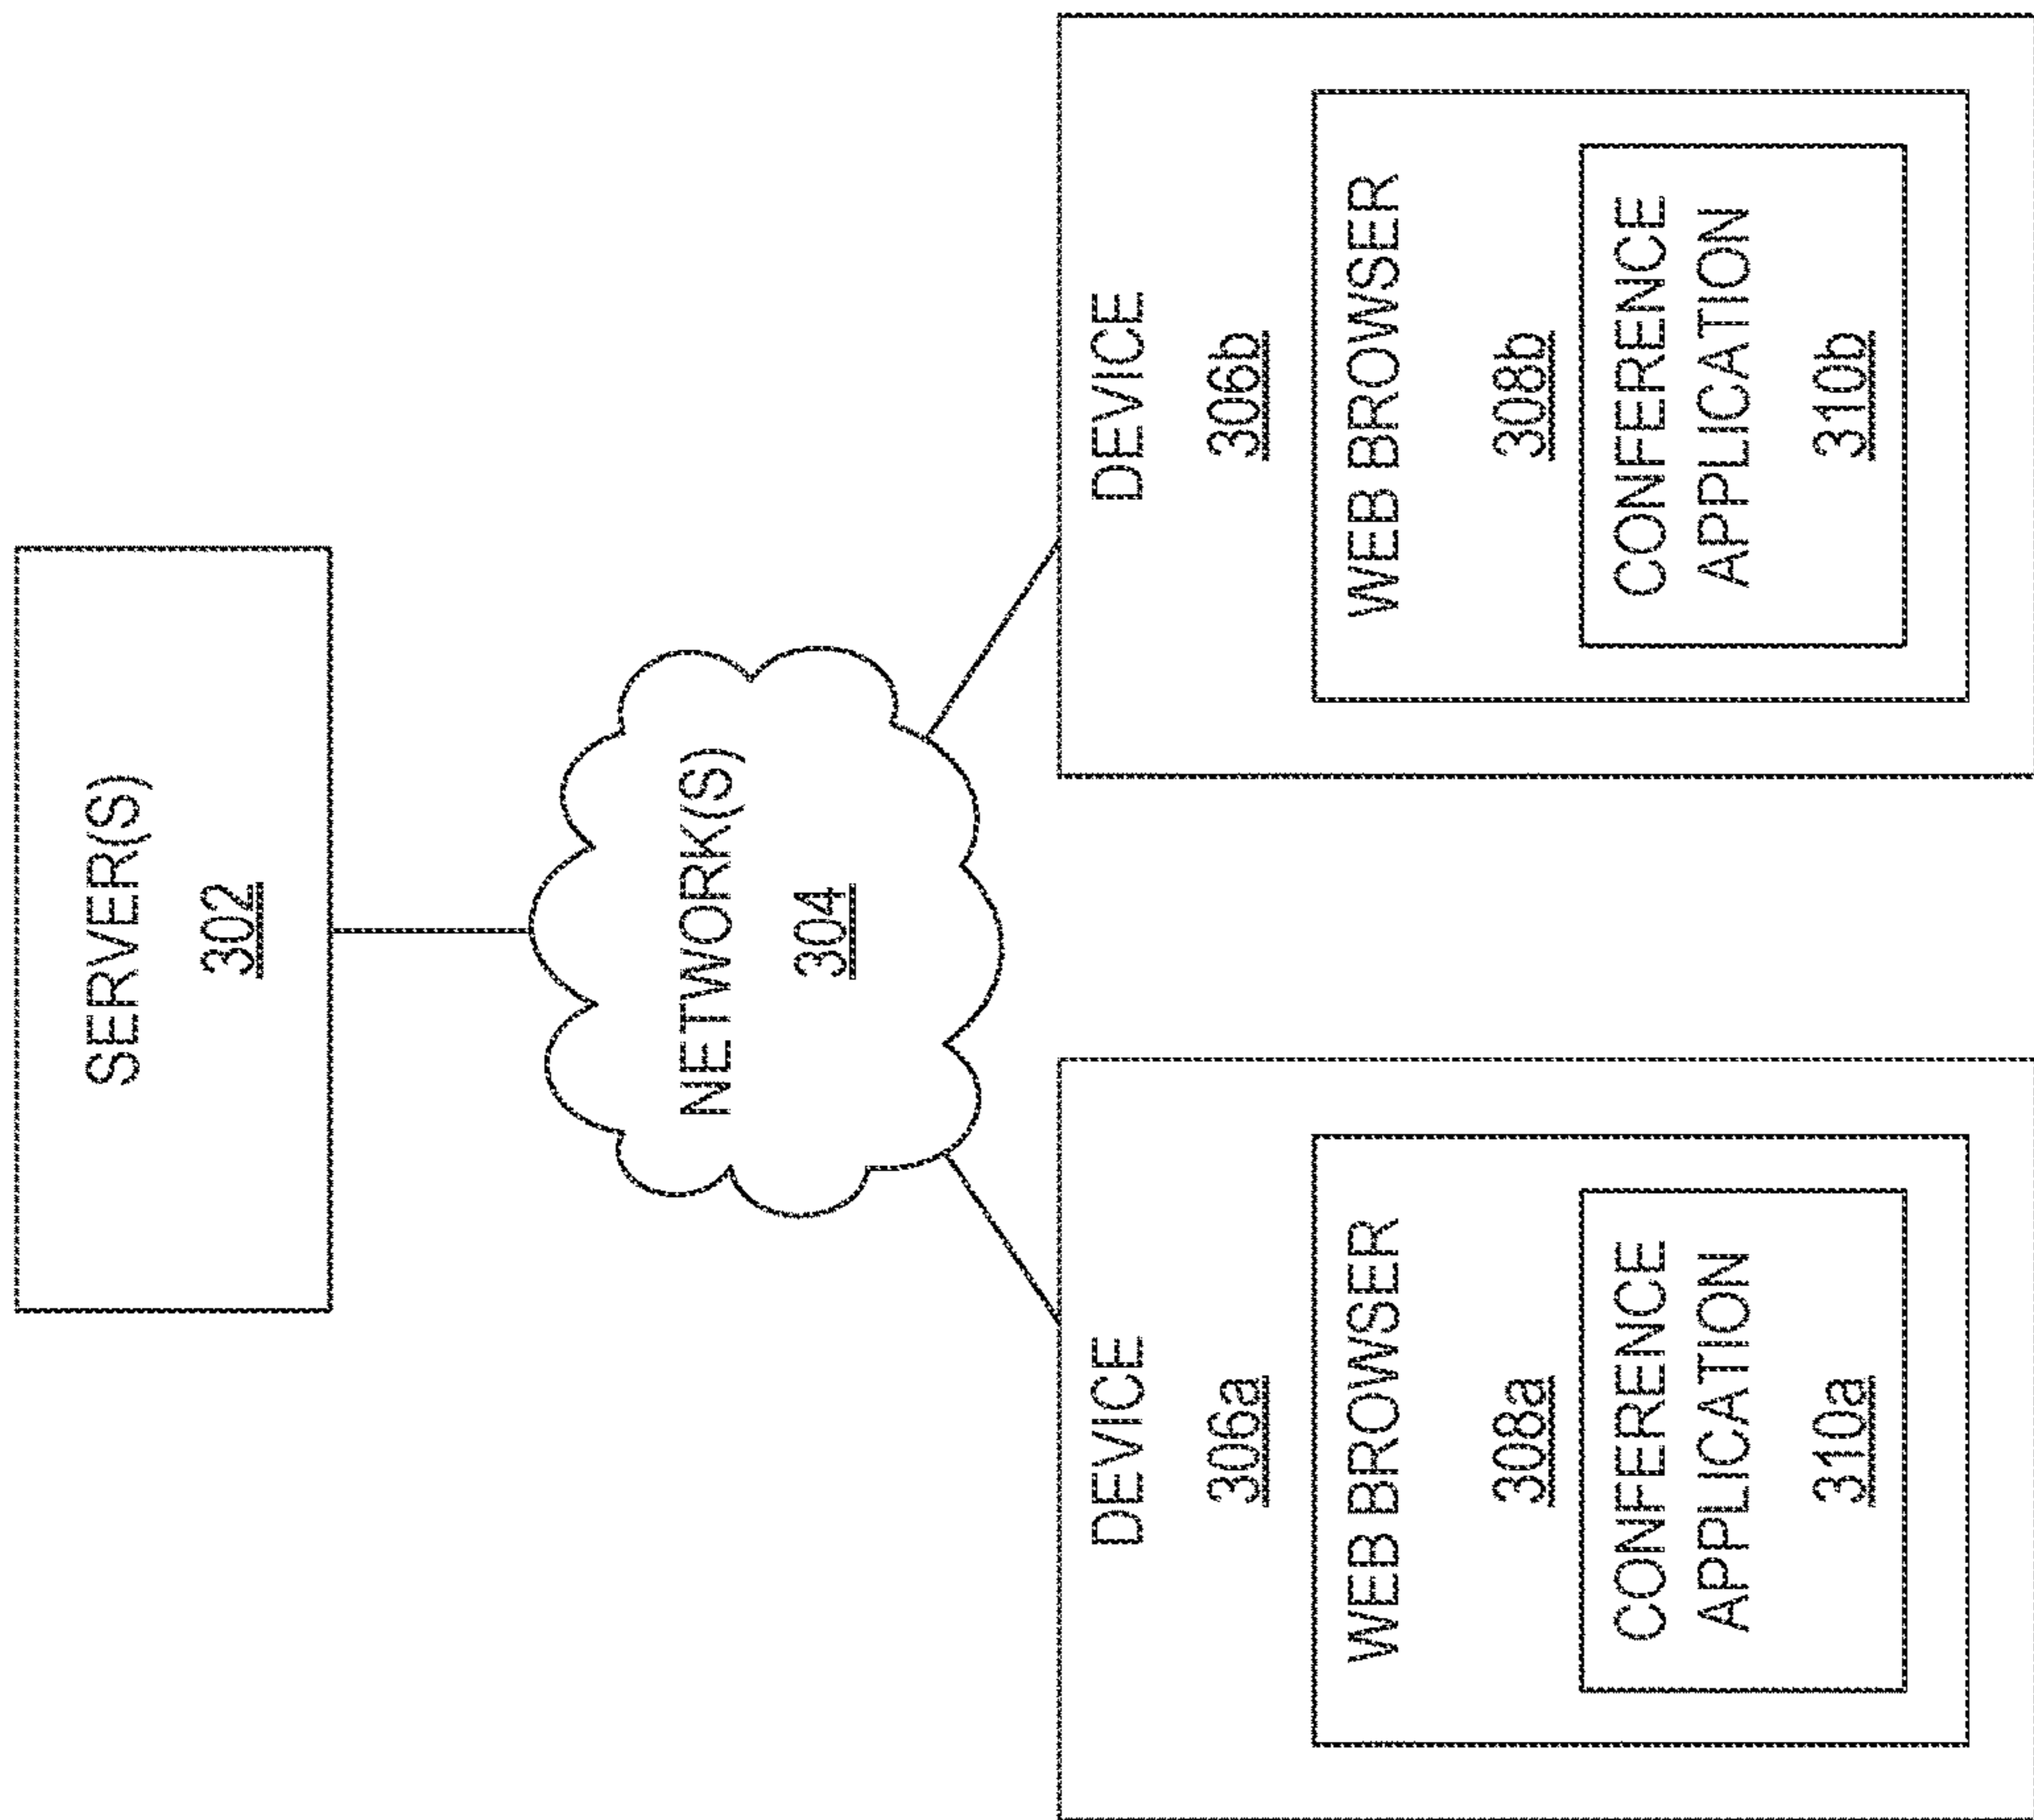 SERVER(S)
302
NETWORK(S)
304
DEVICE
306a
WEB BROWSER
308a
CONFERENCE
APPLICATION
310a
DEVICE
306b
WEB BROWSER
308b
CONFERENCE
APPLICATION
310b